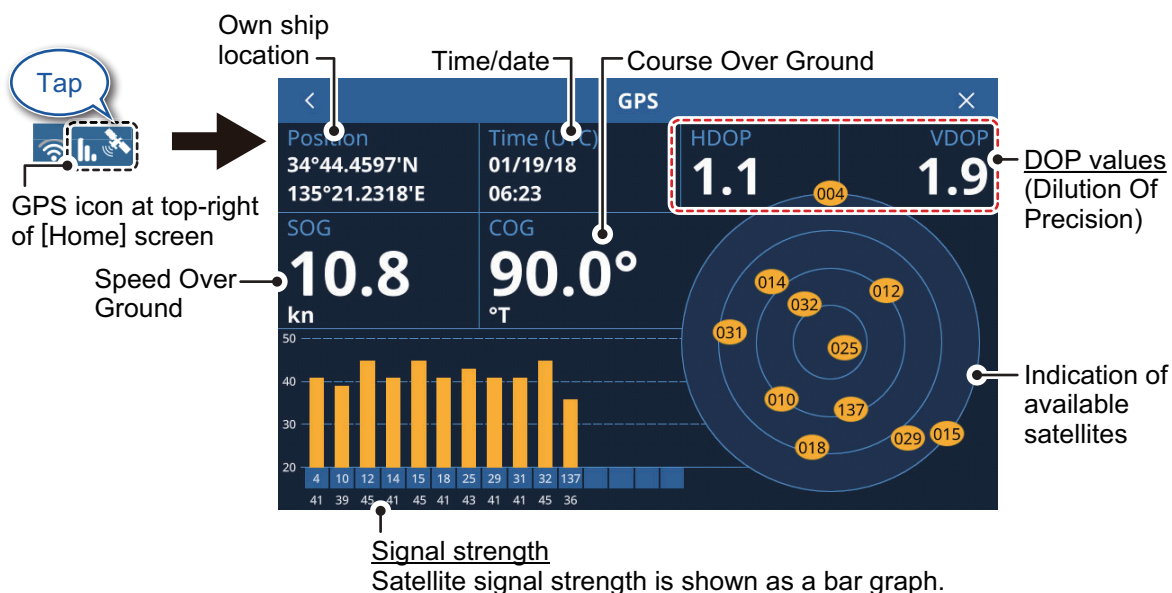 Own ship
location
Time/date
Course Over Ground
Tap
GPS icon at top-right
of [Home] screen
Speed Over
Ground
GPS
Position
34°44.4597'N
135°21.2318'E
Time (UTC)
01/19/18
06:23
HDOP
1.1
VDOP
1.9
SOG
10.8
kn
COG
90.0°
°T
DOP values
(Dilution Of
Precision)
004
014
012
032
031
025
010
137
018
029
015
Indication of
available
satellites
50
40
30
20
4 10 12 14 15 18 25 29 31 32 137
41 39 45 41 45 41 43 41 41 45 36
Signal strength
Satellite signal strength is shown as a bar graph.